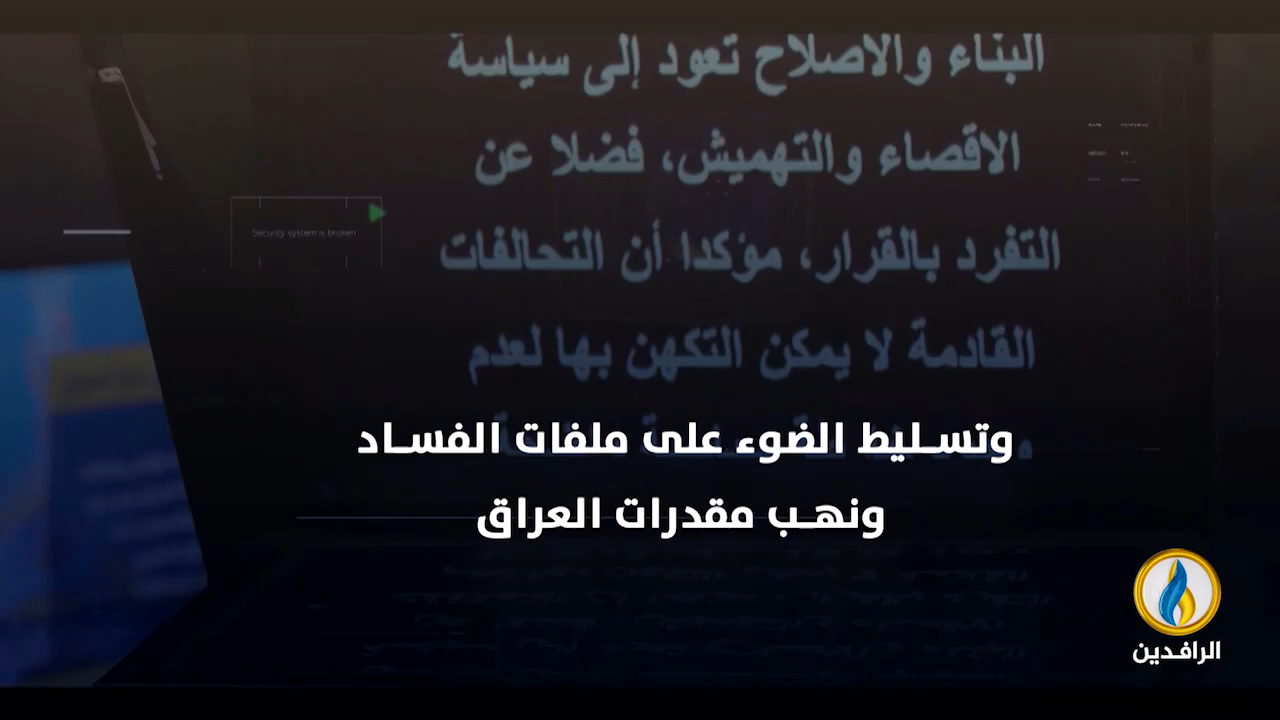 البناء والاصلاح تعود إلى سياسة
الاقصاء والتهميش، فضلا عن
التفرد بالقرار، مؤكدا أن التحالفات
القادمة لا يمكن التكهن بها لعدم
Security system is broken
وتسليط الضوء على ملفات الفساد
ونهب مقدرات العراق
الرافدين